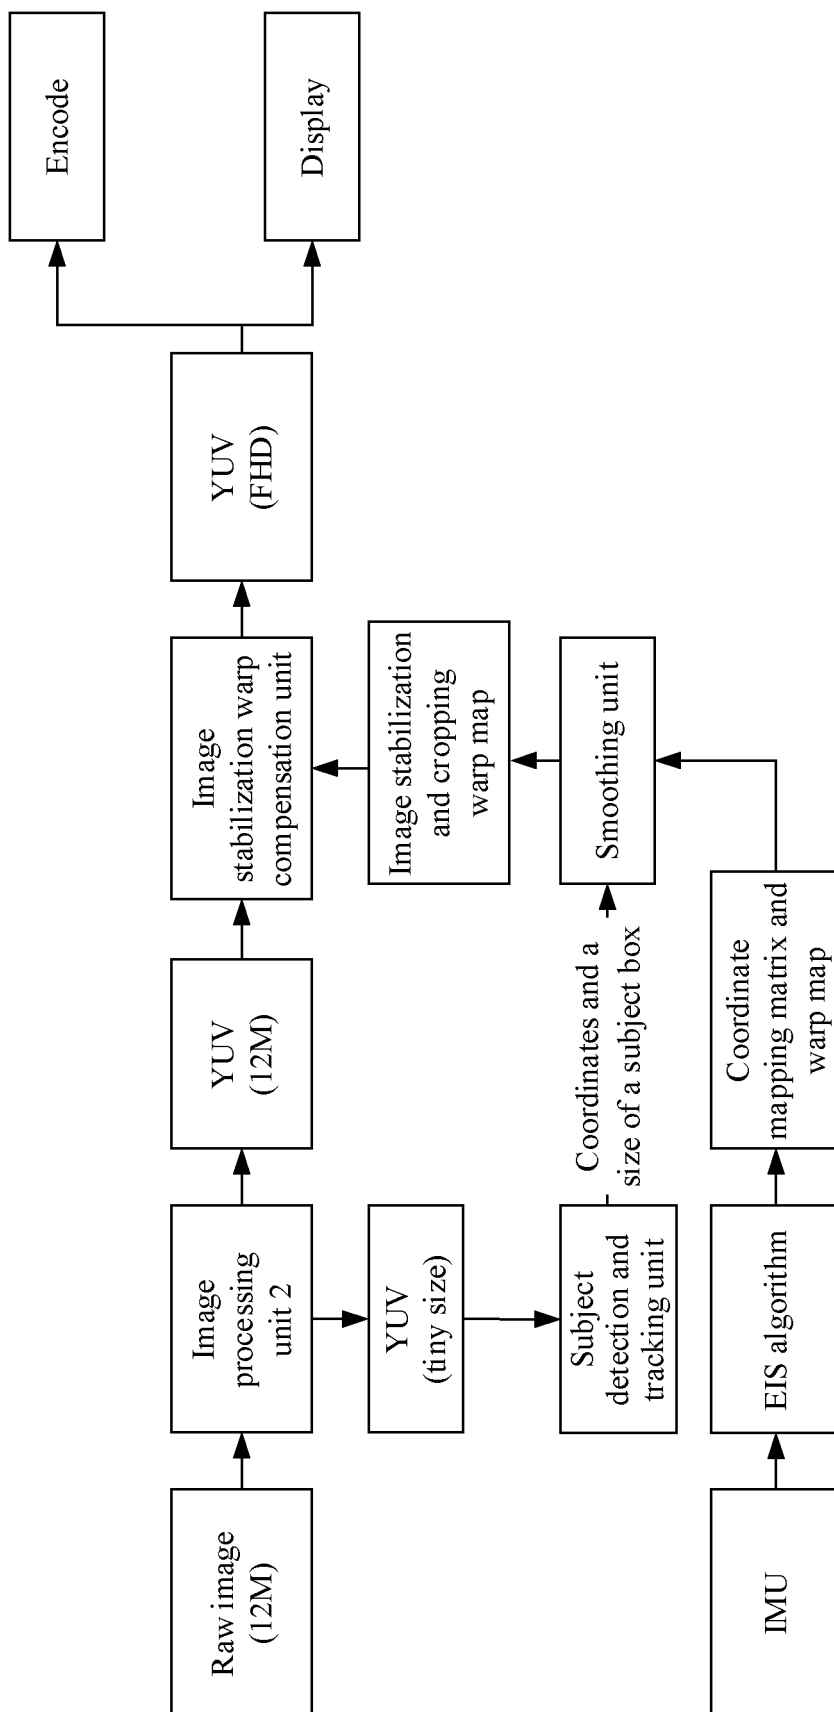 Encode
Display
YUV
(FHD)
Image
stabilization warp
compensation unit
Image stabilization
and cropping
warp map
Smoothing unit
YUV
(12M)
Coordinates and a
size of a subject box
Coordinate
mapping matrix and
warp map
Image
processing
unit 2
YUV
(tiny size)
Subject
detection and
tracking unit
EIS algorithm
Raw image
(12M)
IMU